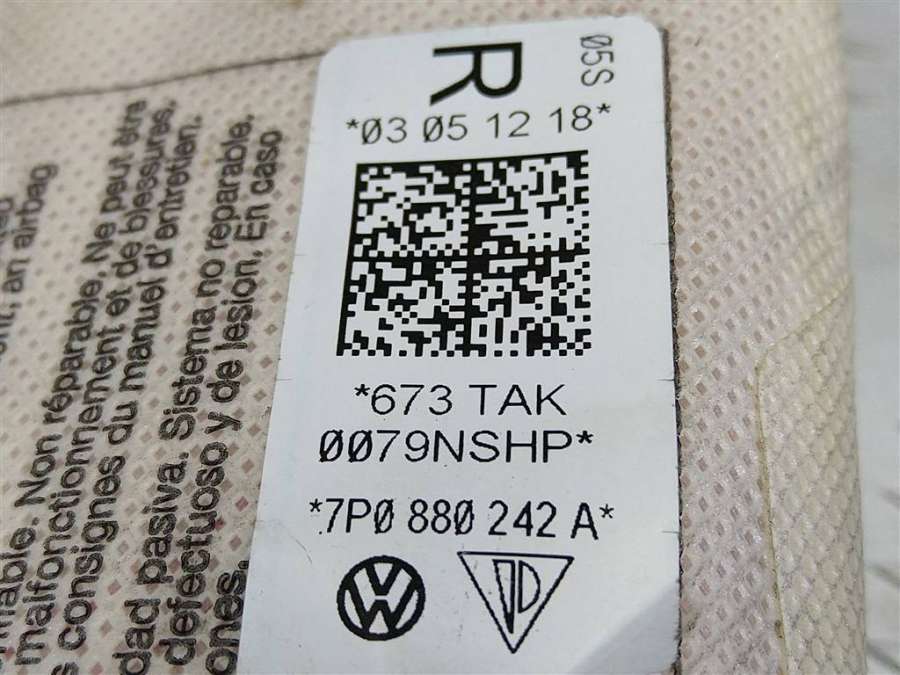 R
05S
*03 05 12 18*
*673 TAK
0079NSHP*
*7P0 880 242 A*
VW
an airbag
Non réparable, Ne peut être
malfonctionnement et de blessures,
consignes du manuel d'entretien.
dad pasiva. Sistema no reparable.
defectuoso y de lesion, En caso
ones.